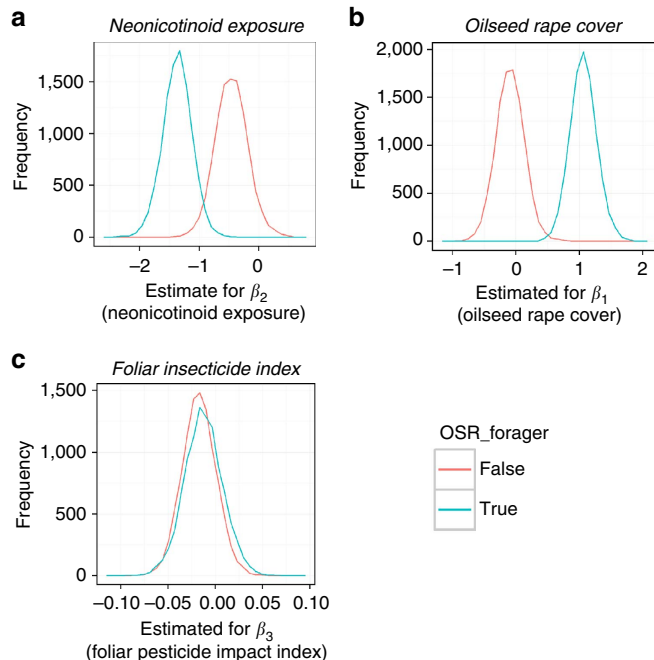 a
Neonicotinoid exposure
1,500
1,000
500
0
Frequency
−2 −1 0
Estimate for β2
(neonicotinoid exposure)
b
Oilseed rape cover
2,000
1,500
1,000
500
0
Frequency
−1 0 1 2
Estimated for β1
(oilseed rape cover)
c
Foliar insecticide index
1,500
1,000
500
0
Frequency
−0.10 −0.05 0.00 0.05 0.10
Estimated for β3
(foliar pesticide impact index)
OSR_forager
False
True